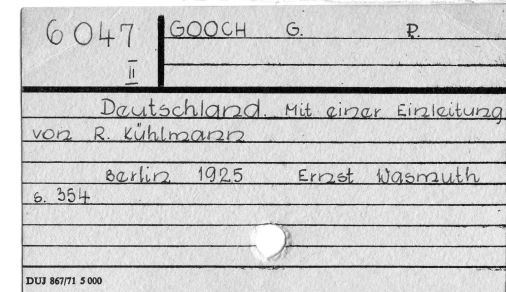 6047 GOOCH G. P.
II
Deutschland. Mit einer Einleitung
von R. Kühlmann
Berlin 1925 Ernst Wasmuth
s. 354
DUJ 867/71 5 000